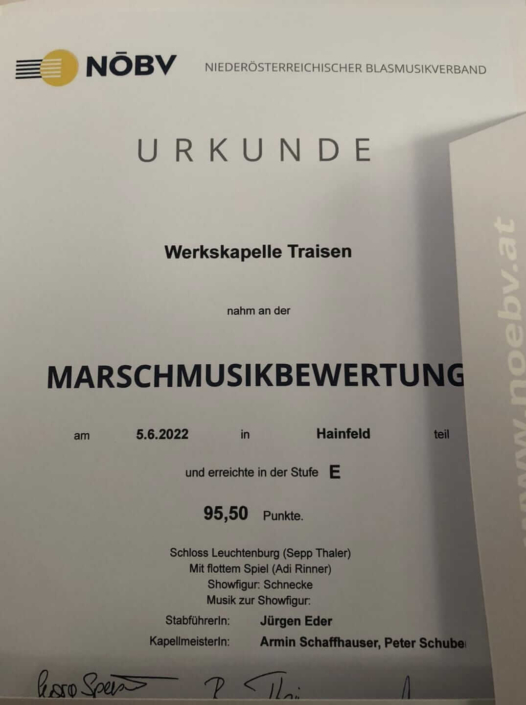 NÖBV NIEDERÖSTERREICHISCHER BLASMUSIKVERBAND
URKUNDE
Werkskapelle Traisen
nahm an der
MARSCHMUSIKBEWERTUNG
am 5.6.2022 in Hainfeld teil
und erreichte in der Stufe E
95,50 Punkte.
Schloss Leuchtenburg (Sepp Thaler)
Mit flottem Spiel (Adi Rinner)
Showfigur: Schnecke
Musik zur Showfigur:
StabführerIn: Jürgen Eder
KapellmeisterIn: Armin Schaffhauser, Peter Schube
www.noebv.at